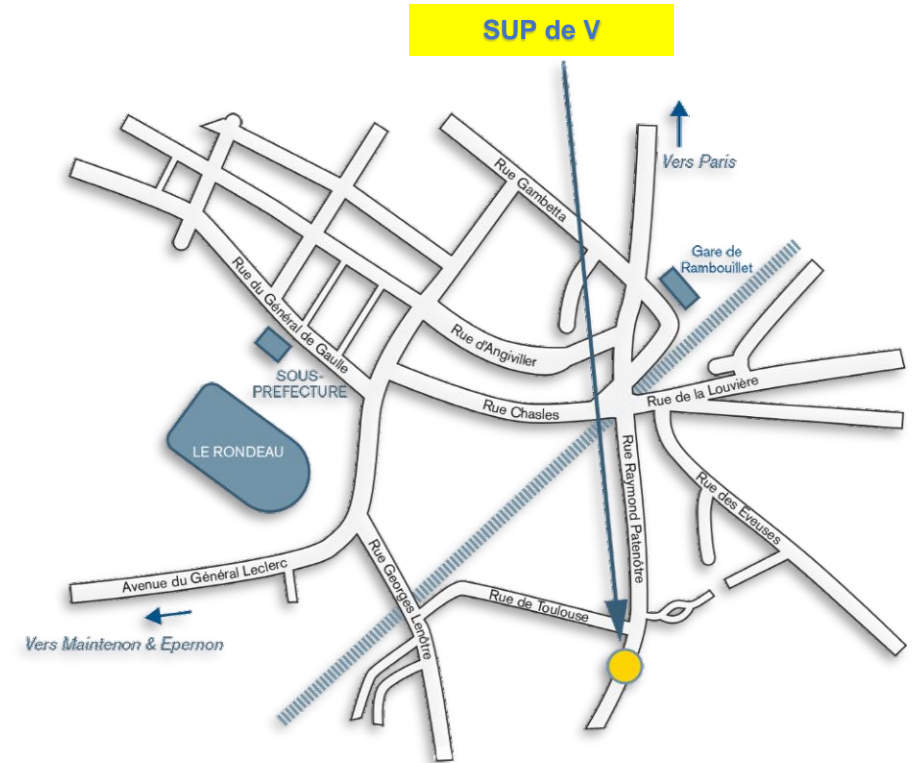 SUP de V
Vers Paris
Rue Gambetta
Gare de
Rambouillet
Rue du Général de Gaulle
Rue d'Angiviller
SOUS-
PREFECTURE
Rue de la Louvière
Rue Chasles
LE RONDEAU
Rue Raymond Patenôtre
Rue des Eveuses
Avenue du Général Leclerc
Rue Georges Lenôtre
Rue de Toulouse
Vers Maintenon & Epernon